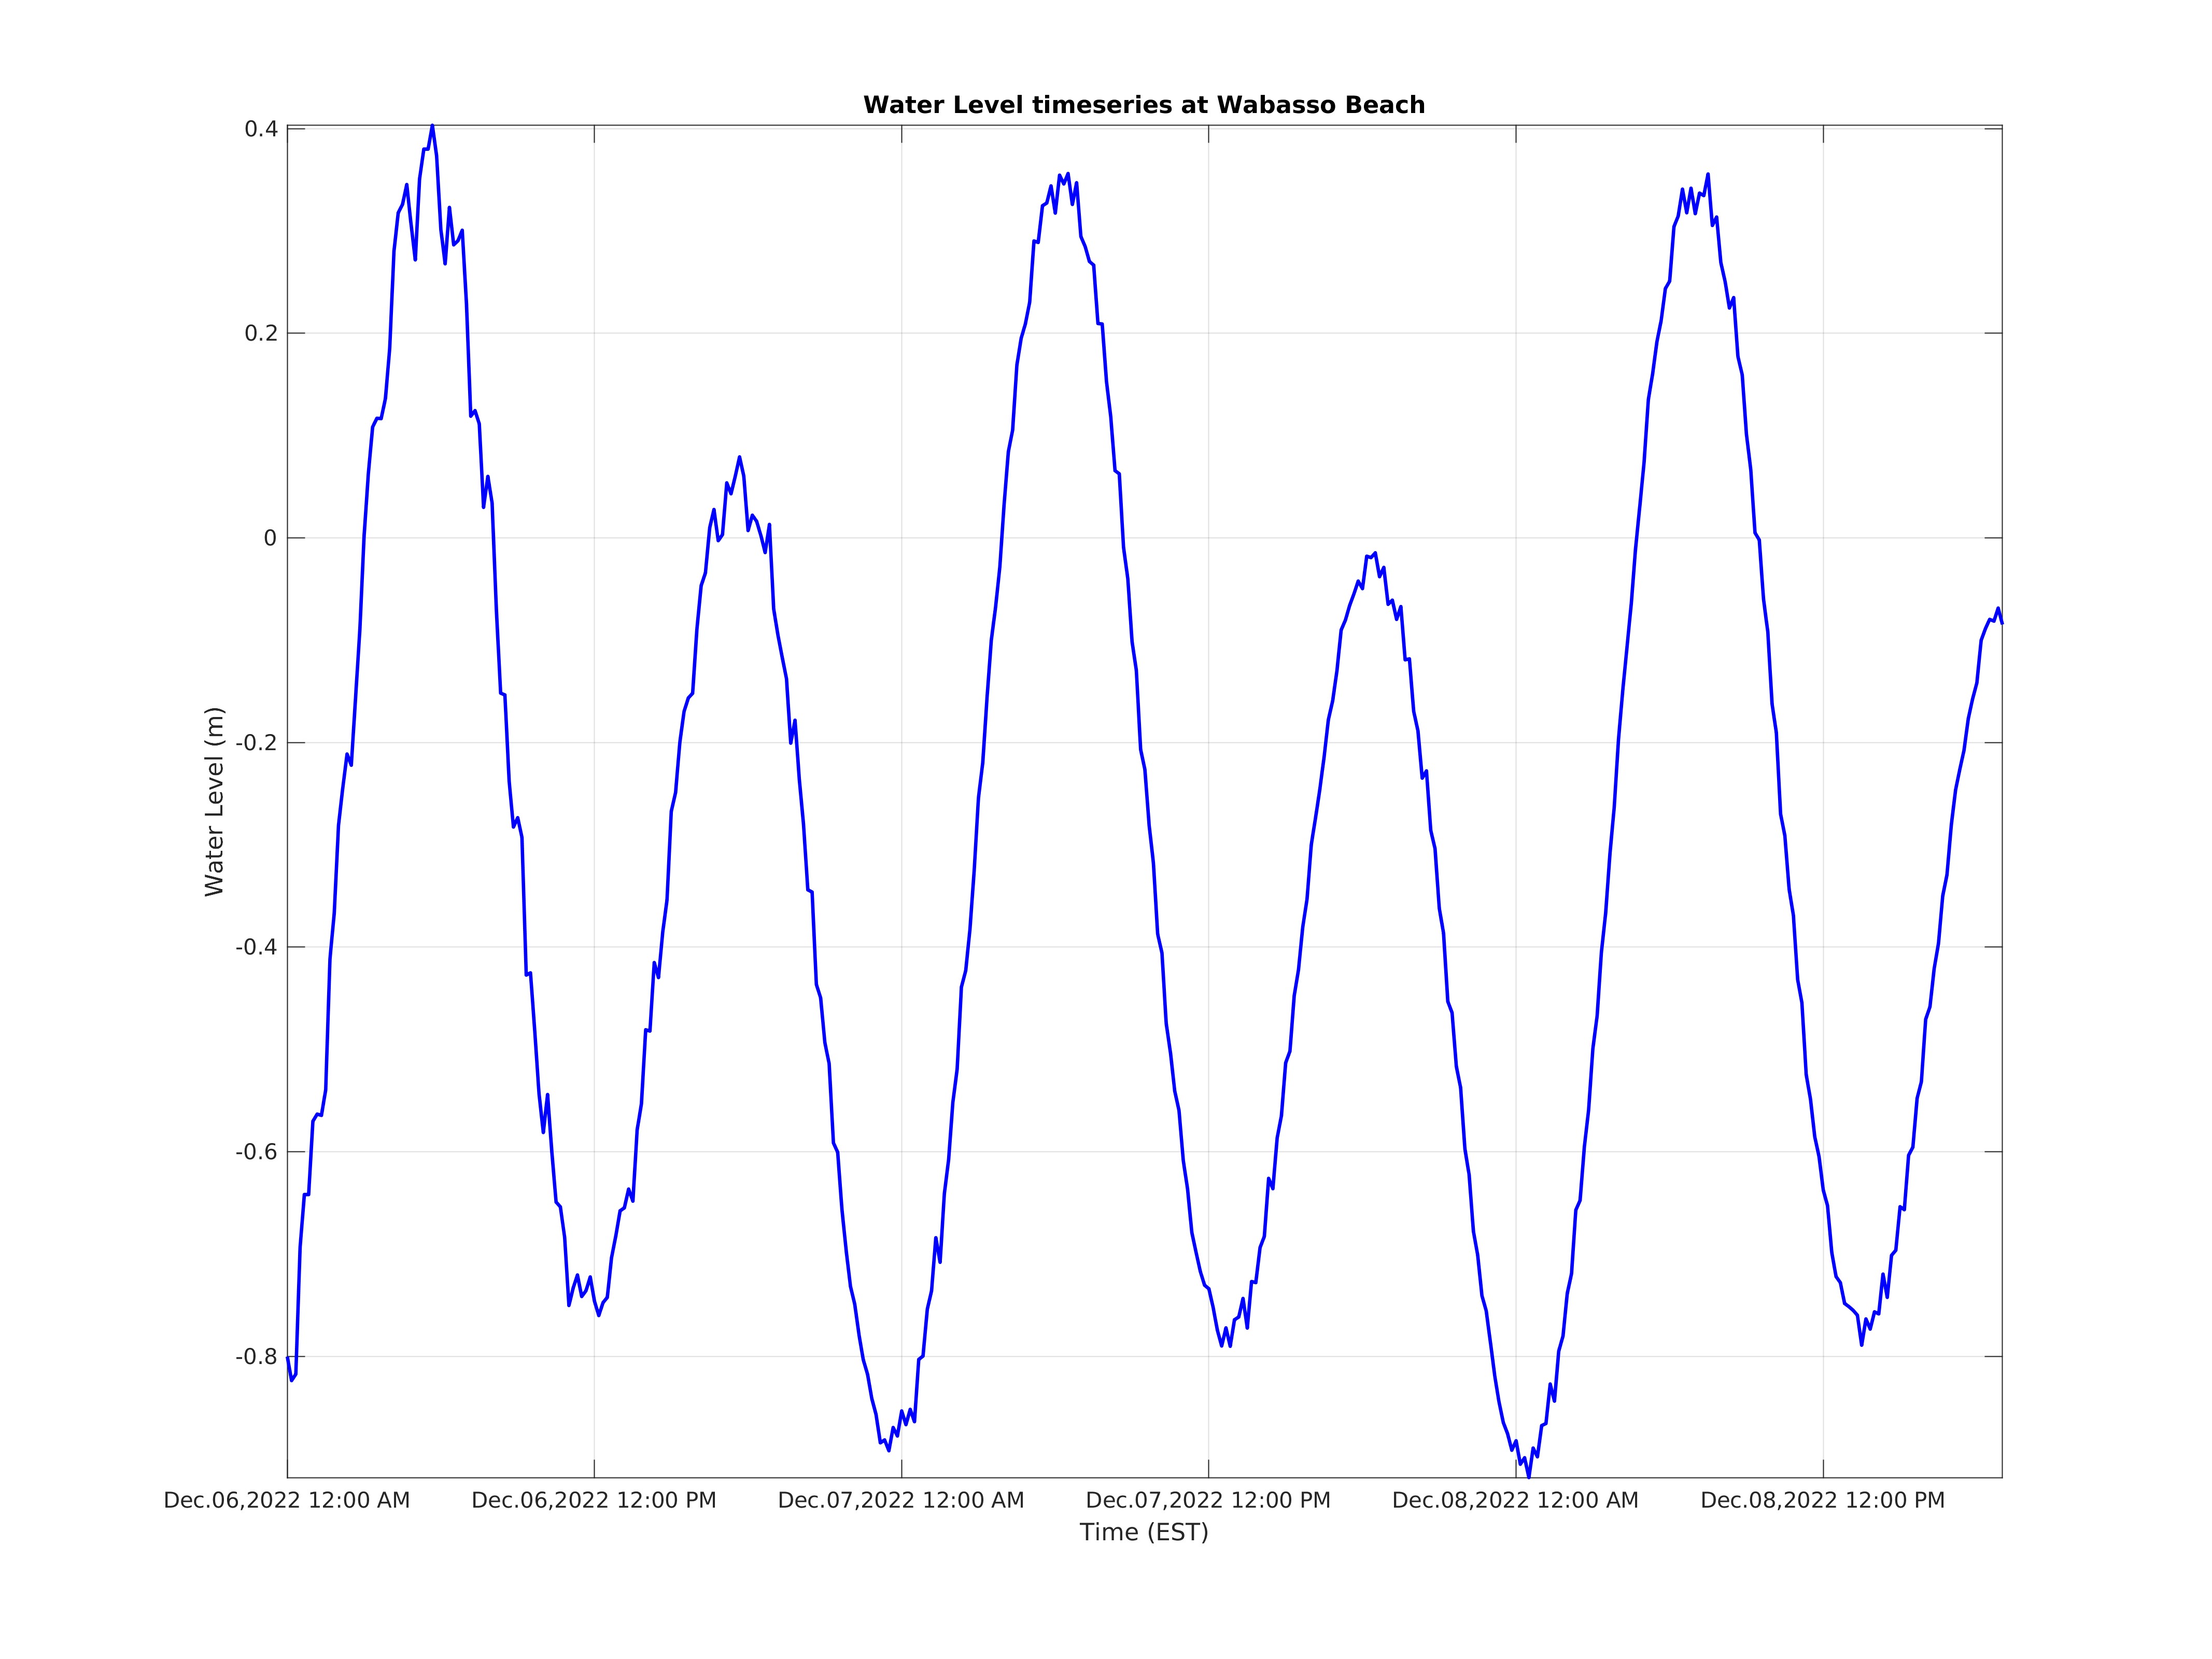 Water Level timeseries at Wabasso Beach
0.4
0.2
0
-0.2
-0.4
-0.6
-0.8
Water Level (m)
Dec.06,2022 12:00 AM Dec.06,2022 12:00 PM Dec.07,2022 12:00 AM Dec.07,2022 12:00 PM Dec.08,2022 12:00 AM Dec.08,2022 12:00 PM
Time (EST)